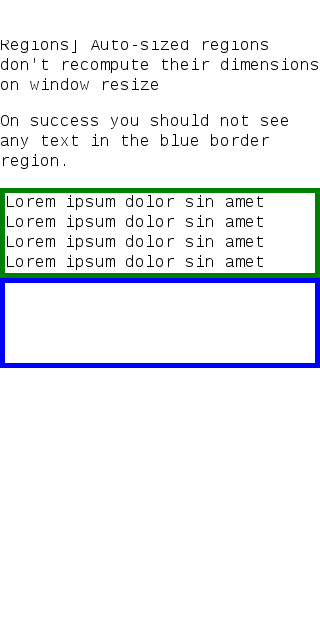 Regions] Auto-sized regions
don't recompute their dimensions
on window resize
On success you should not see
any text in the blue border
region.
Lorem ipsum dolor sin amet
Lorem ipsum dolor sin amet
Lorem ipsum dolor sin amet
Lorem ipsum dolor sin amet